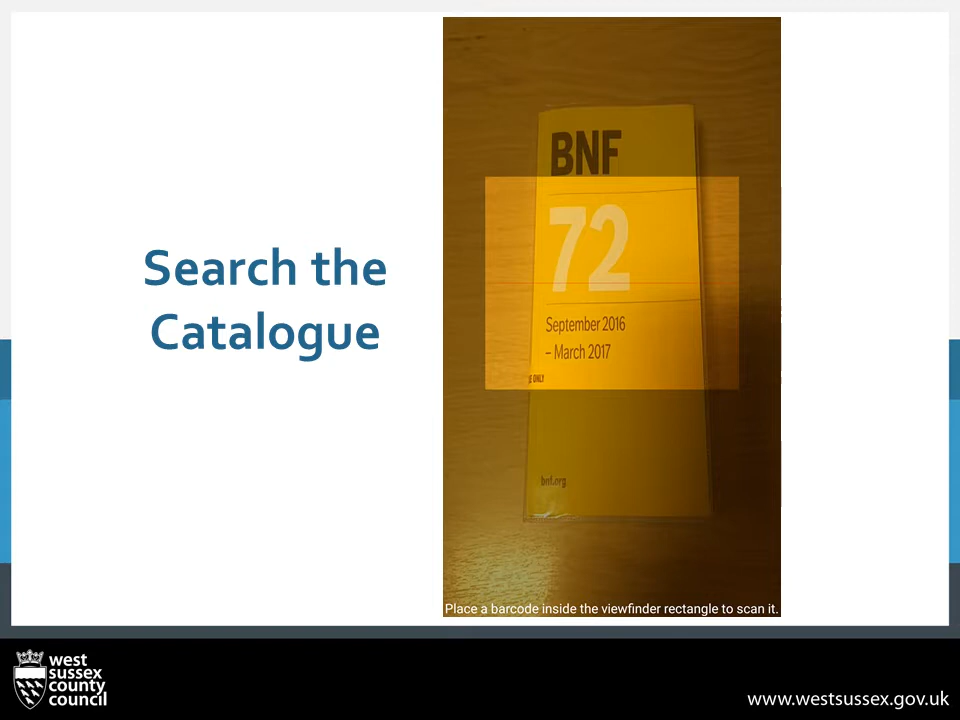 Search the
Catalogue
BNF
72
September 2016
– March 2017
E ONLY
bnf.org
Place a barcode inside the viewfinder rectangle to scan it.
west
sussex
county
council
www.westsussex.gov.uk